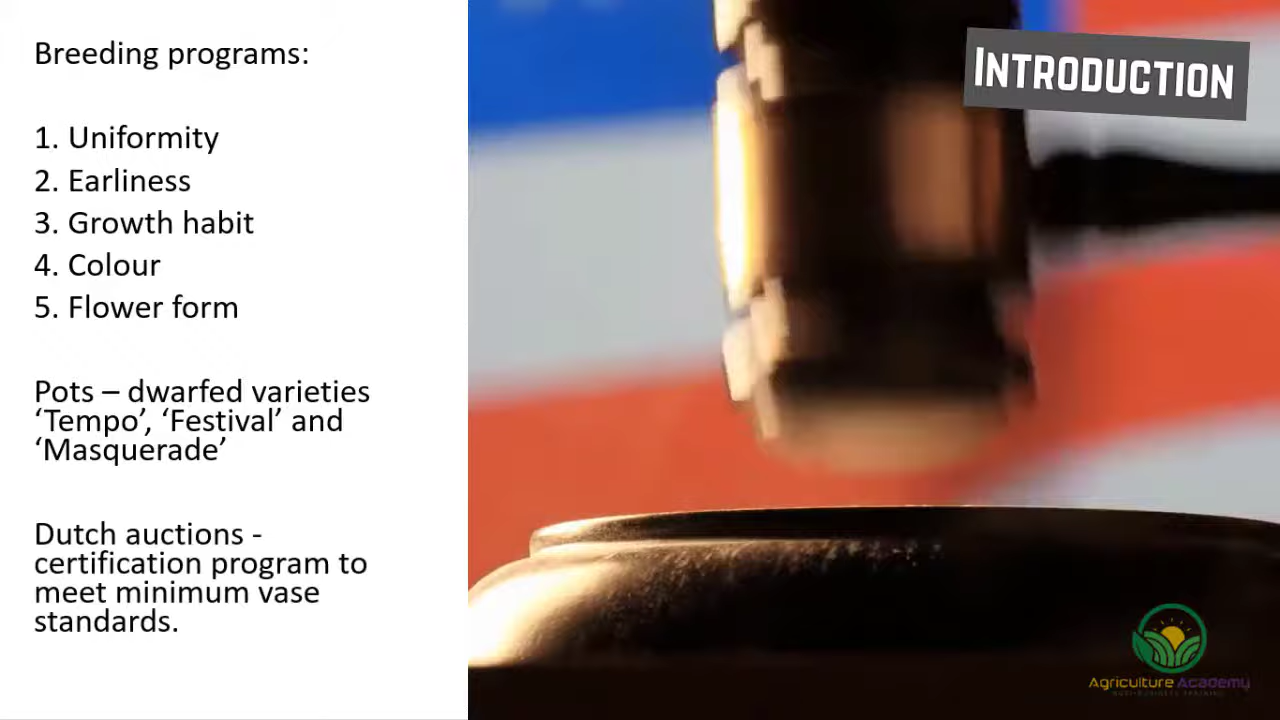 Breeding programs:
1. Uniformity
2. Earliness
3. Growth habit
4. Colour
5. Flower form
Pots – dwarfed varieties
‘Tempo’, ‘Festival’ and
‘Masquerade’
Dutch auctions -
certification program to
meet minimum vase
standards.
INTRODUCTION
Agriculture Academy